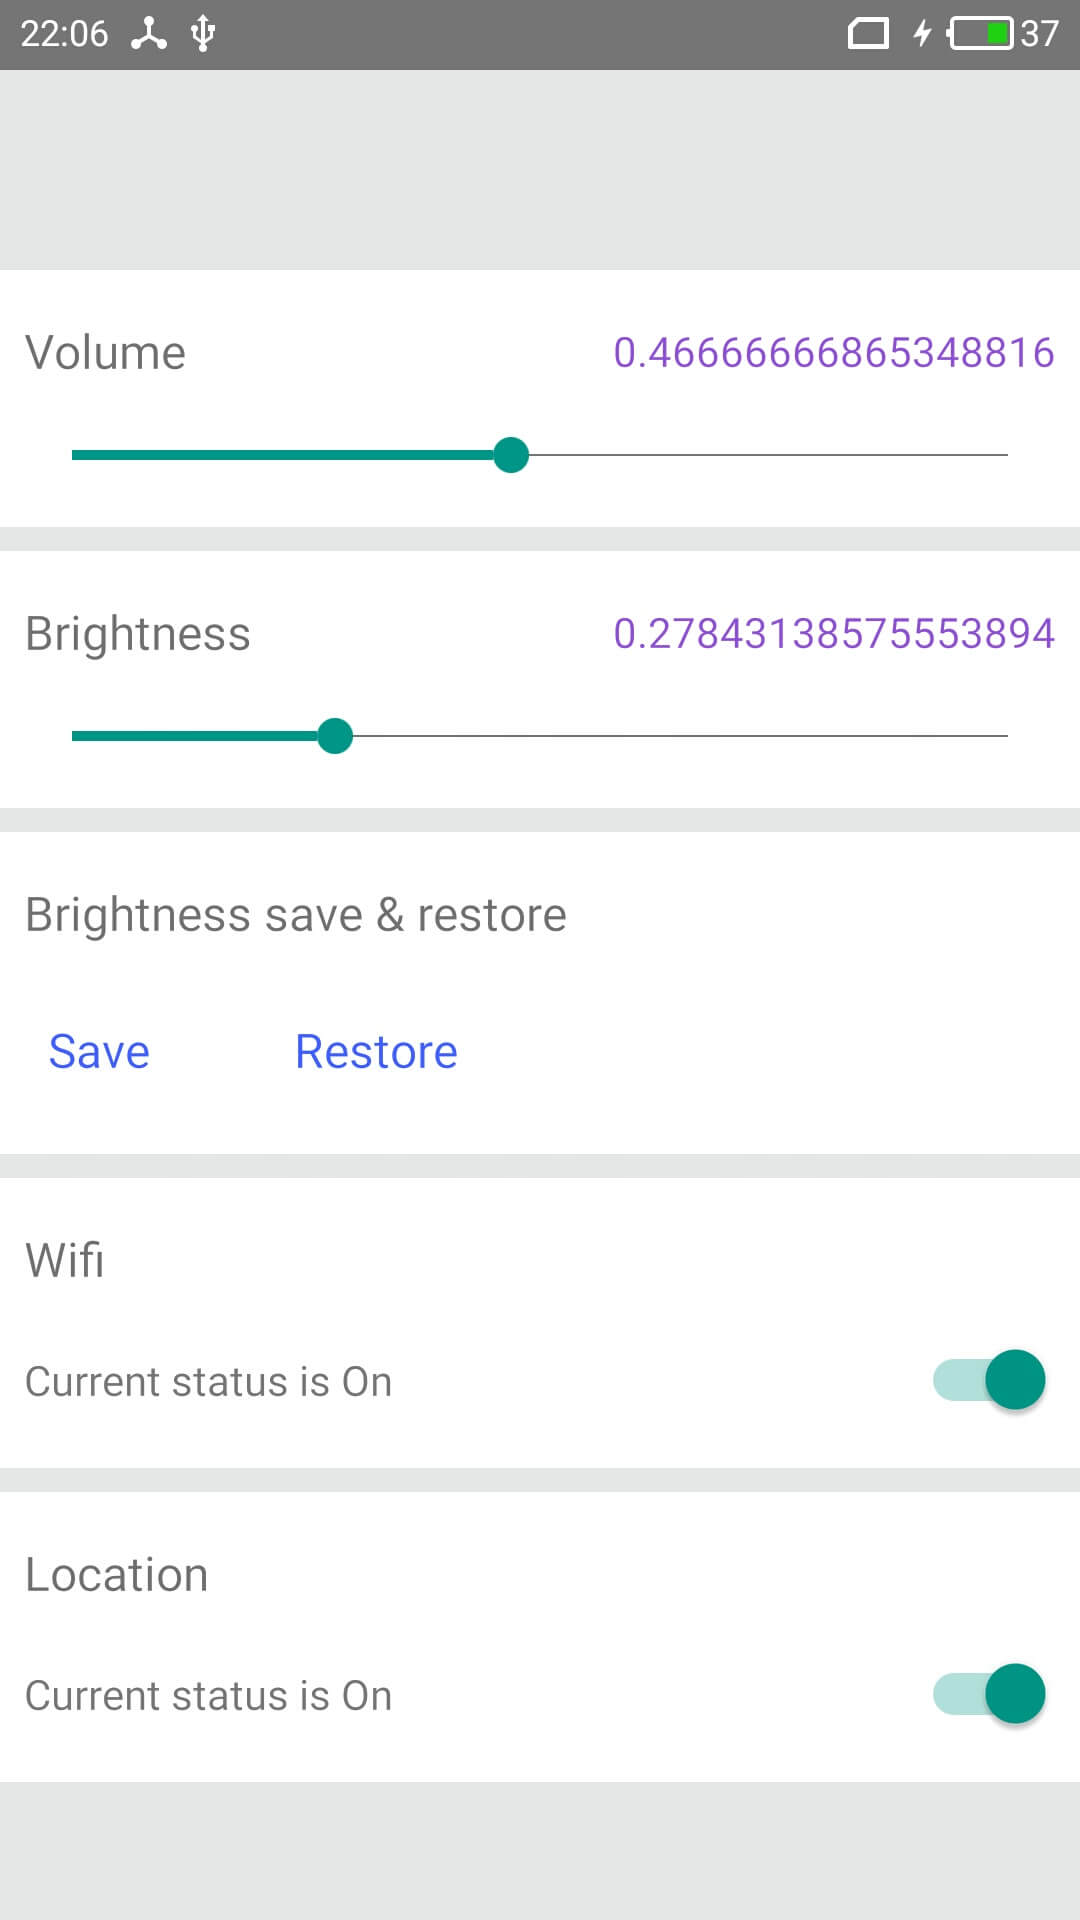 22:06 37
Volume 0.46666666865348816
Brightness 0.27843138575553894
Brightness save & restore
Save Restore
Wifi
Current status is On
Location
Current status is On